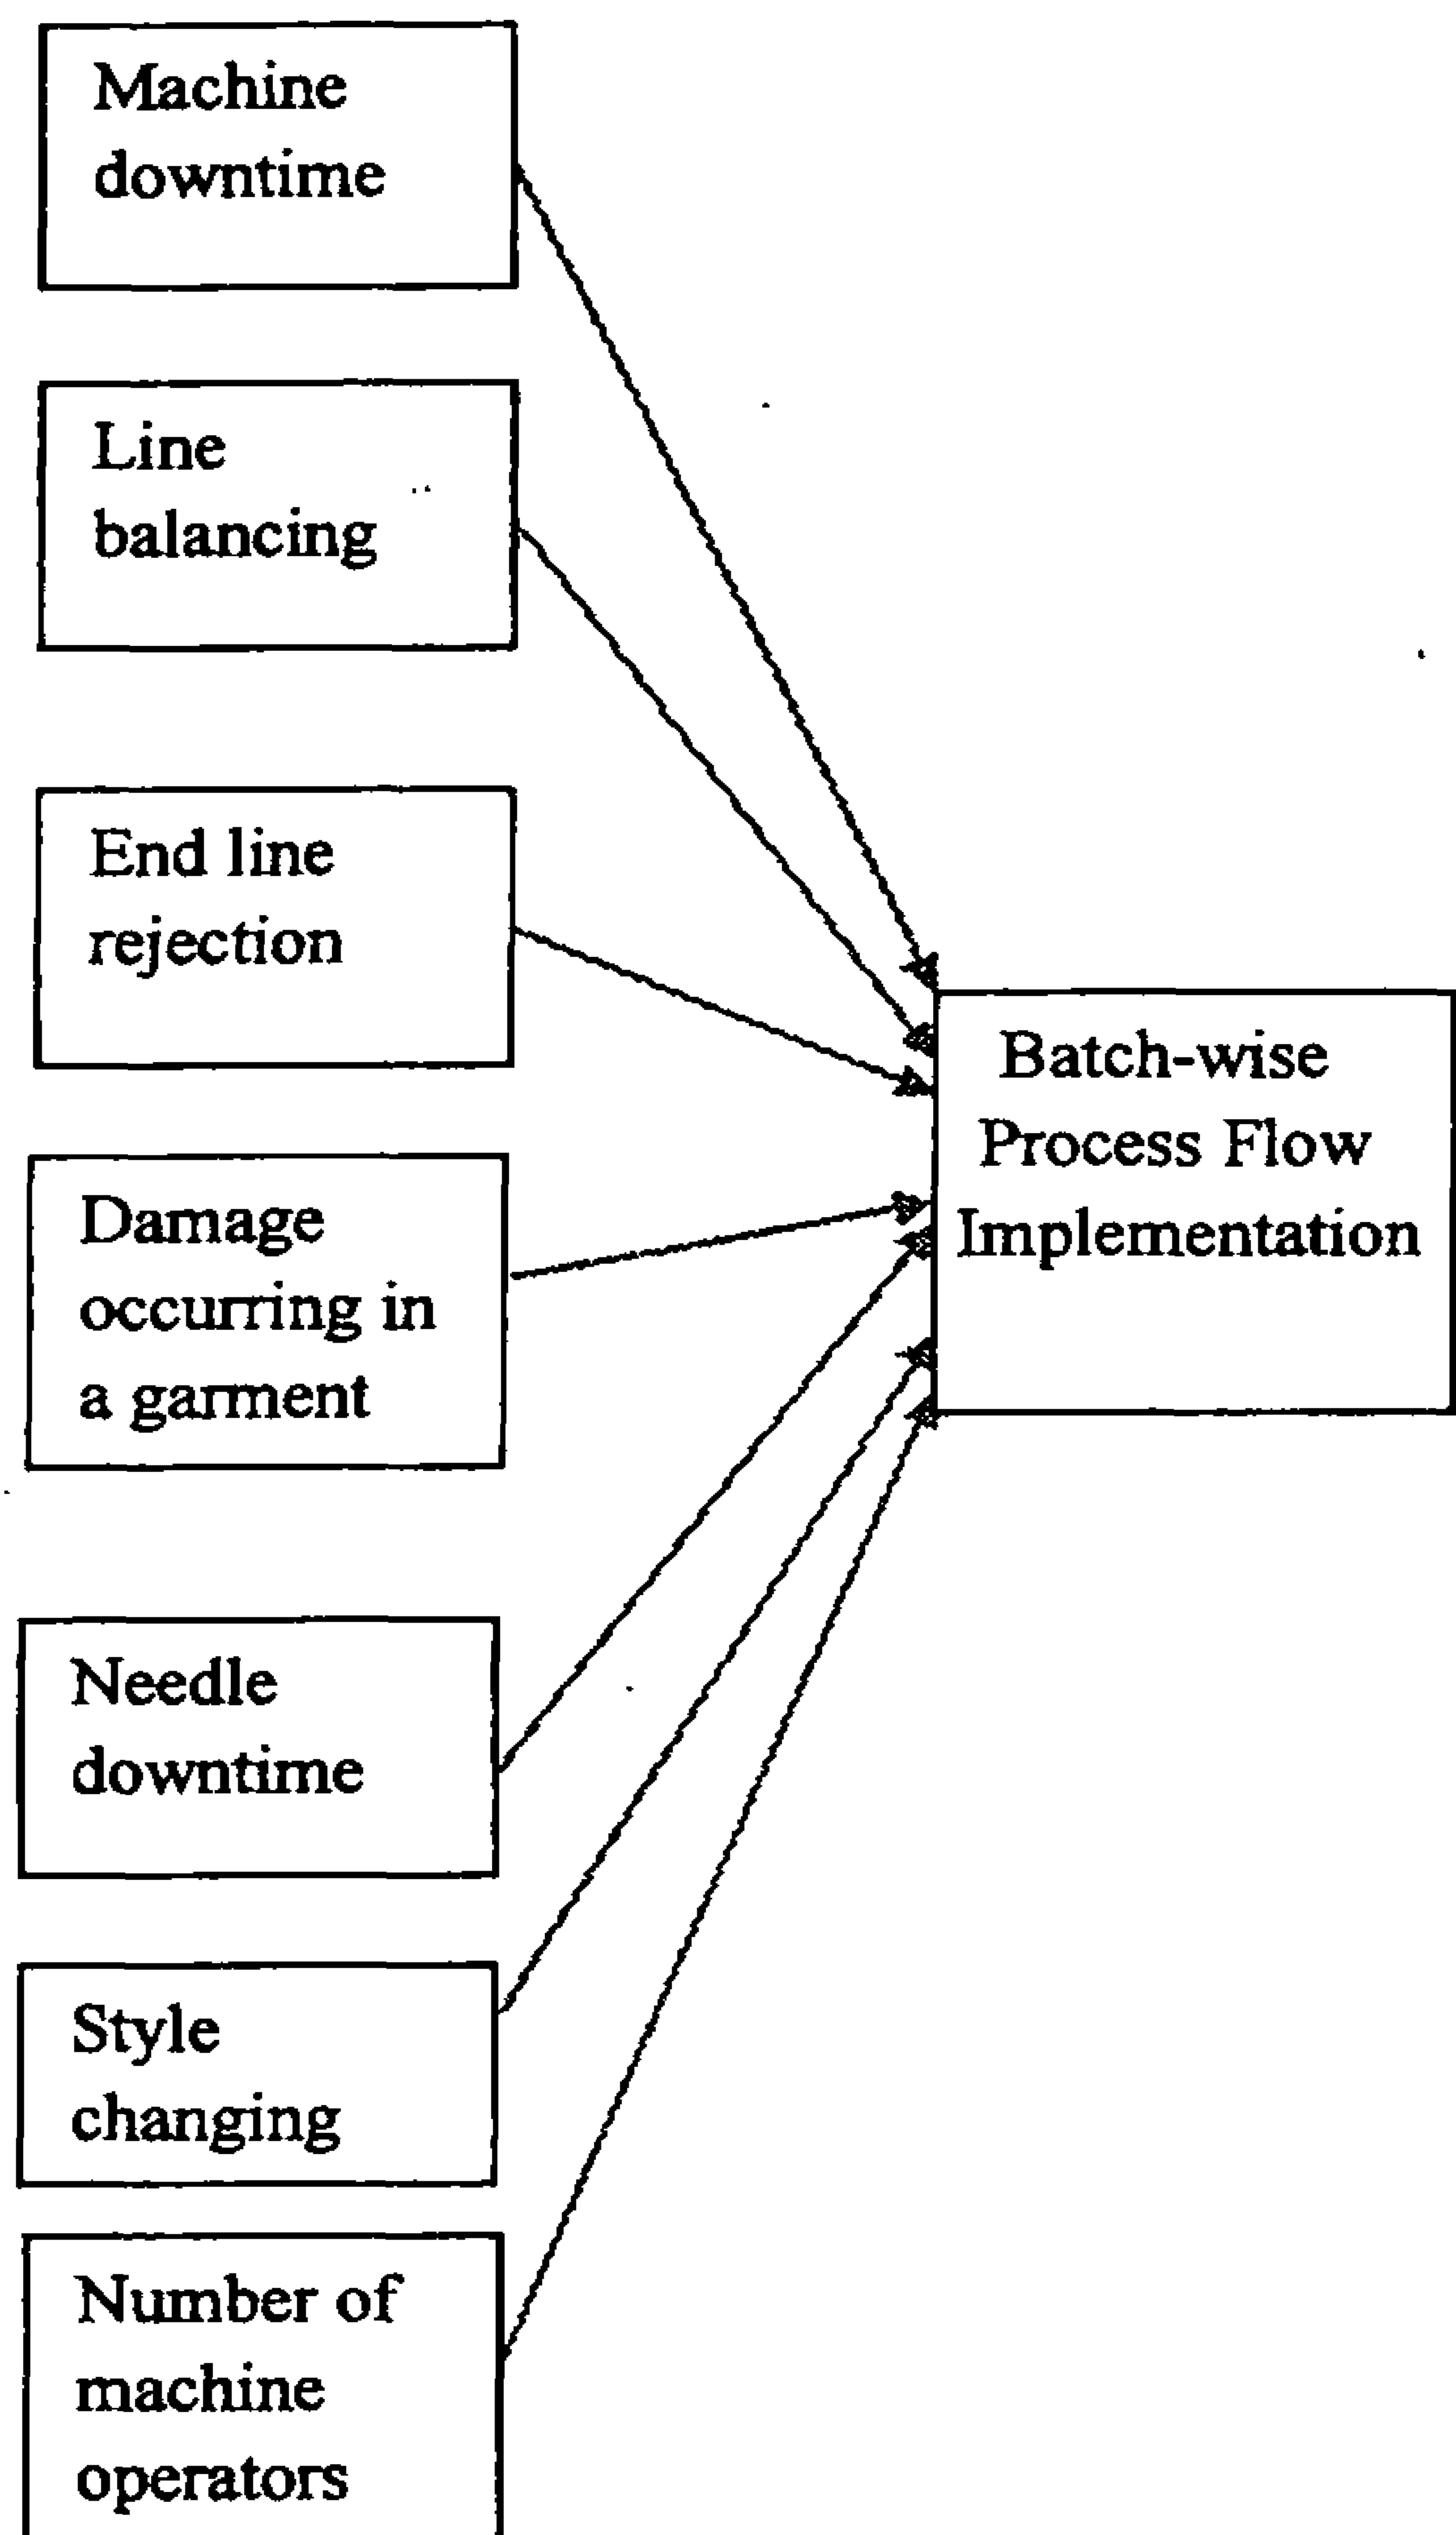 Machine
downtime
Line
balancing
End line
rejection
Batch-wise
Process Flow
Implementation
Damage
occurring in
a garment
Needle
downtime
Style
changing
Number of
machine
operators